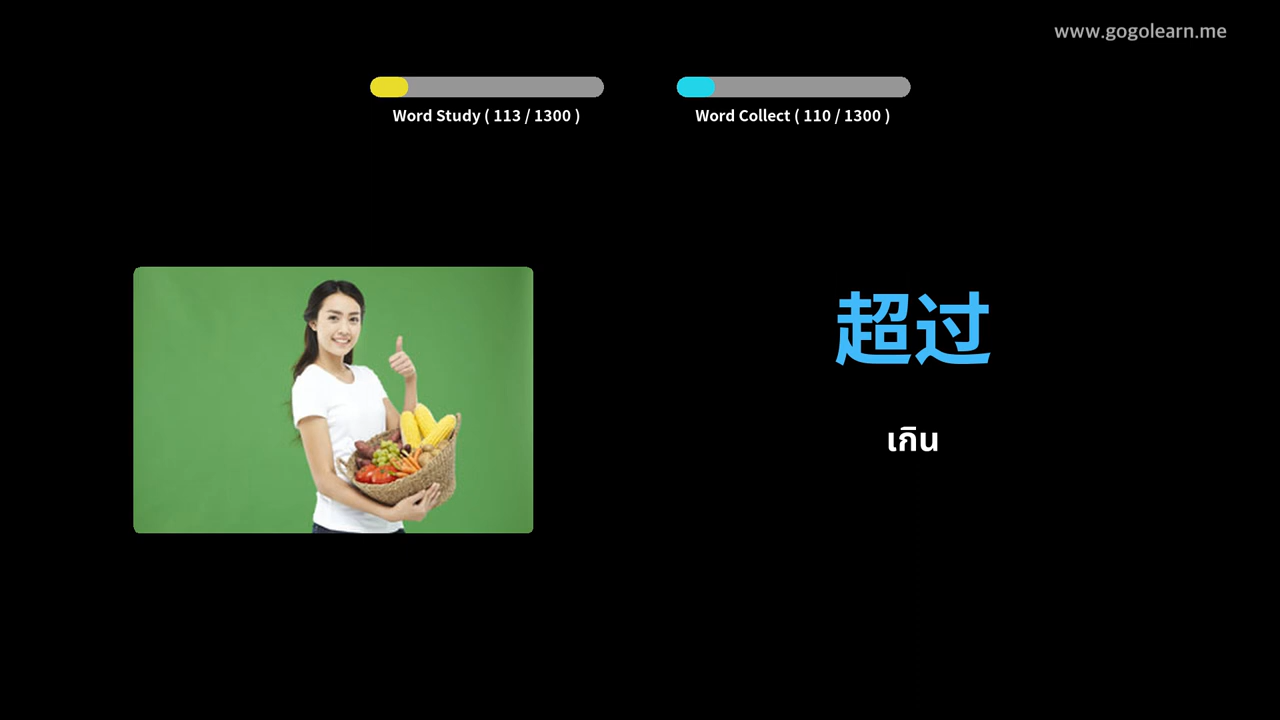 www.gogolearn.me
Word Study ( 113 / 1300 )
Word Collect ( 110 / 1300 )
超过
เกิน